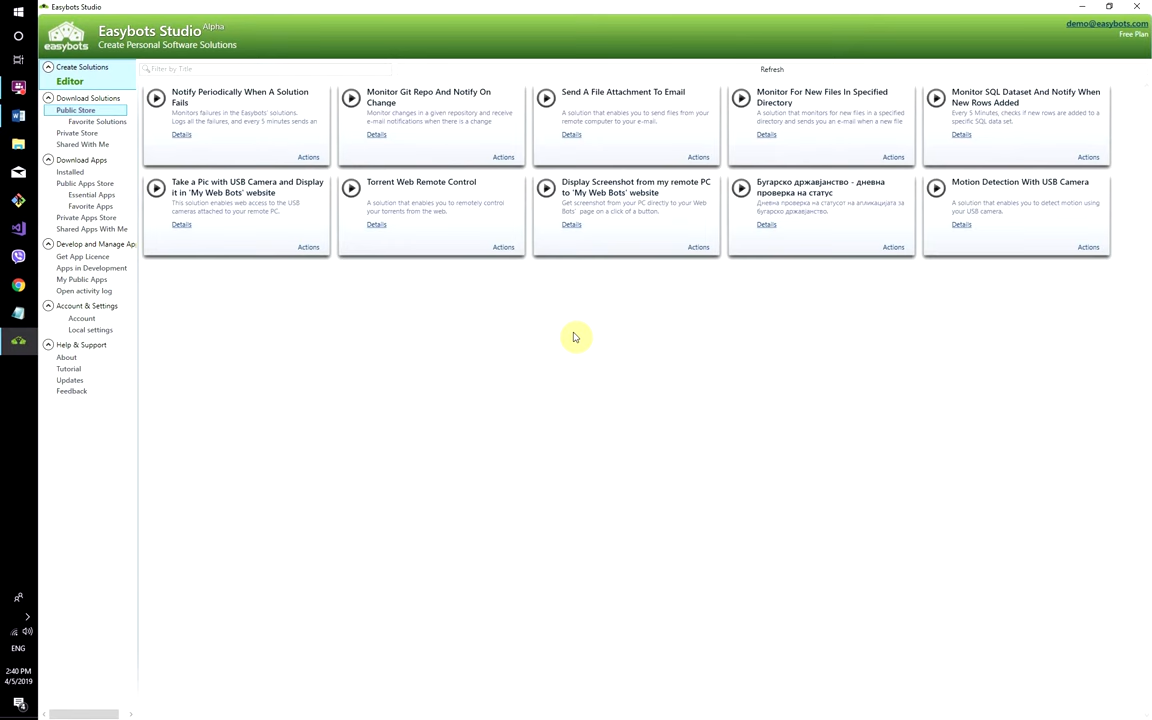 Easybots Studio
easybots
Easybots Studio Alpha
Create Personal Software Solutions
demo@easybots.com
Free Plan
Create Solutions
Editor
Download Solutions
Public Store
Favorite Solutions
Private Store
Shared With Me
Download Apps
Installed
Public Apps Store
Essential Apps
Favorite Apps
Private Apps Store
Shared Apps With Me
Develop and Manage Ap
Get App Licence
Apps in Development
My Public Apps
Open activity log
Account & Settings
Account
Local settings
Help & Support
About
Tutorial
Updates
Feedback
Filter by Title
Refresh
Notify Periodically When A Solution
Fails
Monitors failures in the Easybots' solutions.
Logs all the failures, and every 5 minutes sends an
Details
Actions
Monitor Git Repo And Notify On
Change
Monitor changes in a given repository and receive
e-mail notifications when there is a change
Details
Actions
Send A File Attachment To Email
A solution that enables you to send files from your
remote computer to your e-mail.
Details
Actions
Monitor For New Files In Specified
Directory
A solution that monitors for new files in a specified
directory and sends you an e-mail when a new file
Details
Actions
Monitor SQL Dataset And Notify When
New Rows Added
Every 5 Minutes, checks if new rows are added to a
specific SQL data set.
Details
Actions
Take a Pic with USB Camera and Display
it in 'My Web Bots' website
This solution enables web access to the USB
cameras attached to your remote PC.
Details
Actions
Torrent Web Remote Control
A solution that enables you to remotely control
your torrents from the web.
Details
Actions
Display Screenshot from my remote PC
to 'My Web Bots' website
Get screenshot from your PC directly to your Web
Bots' page on a click of a button.
Details
Actions
Бугарско државјанство - дневна
проверка на статус
Дневна проверка на статусот на апликацијата за
бугарско државјанство.
Details
Actions
Motion Detection With USB Camera
A solution that enables you to detect motion using
your USB camera.
Details
Actions
ENG
2:40 PM
4/5/2019